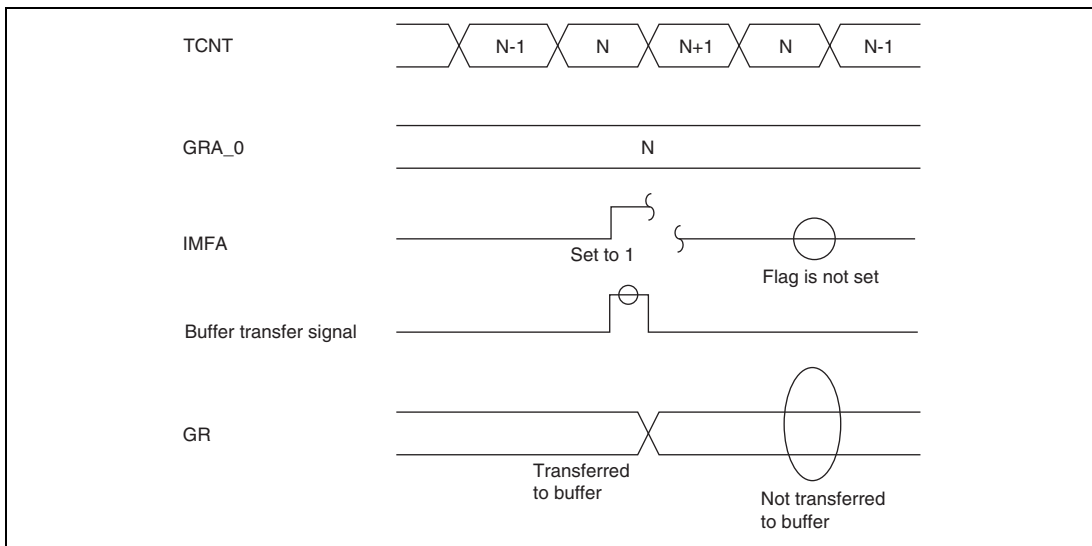 TCNT N-1 N N+1 N N-1
GRA_0 N
IMFA
Set to 1
Flag is not set
Buffer transfer signal
GR
Transferred
to buffer
Not transferred
to buffer